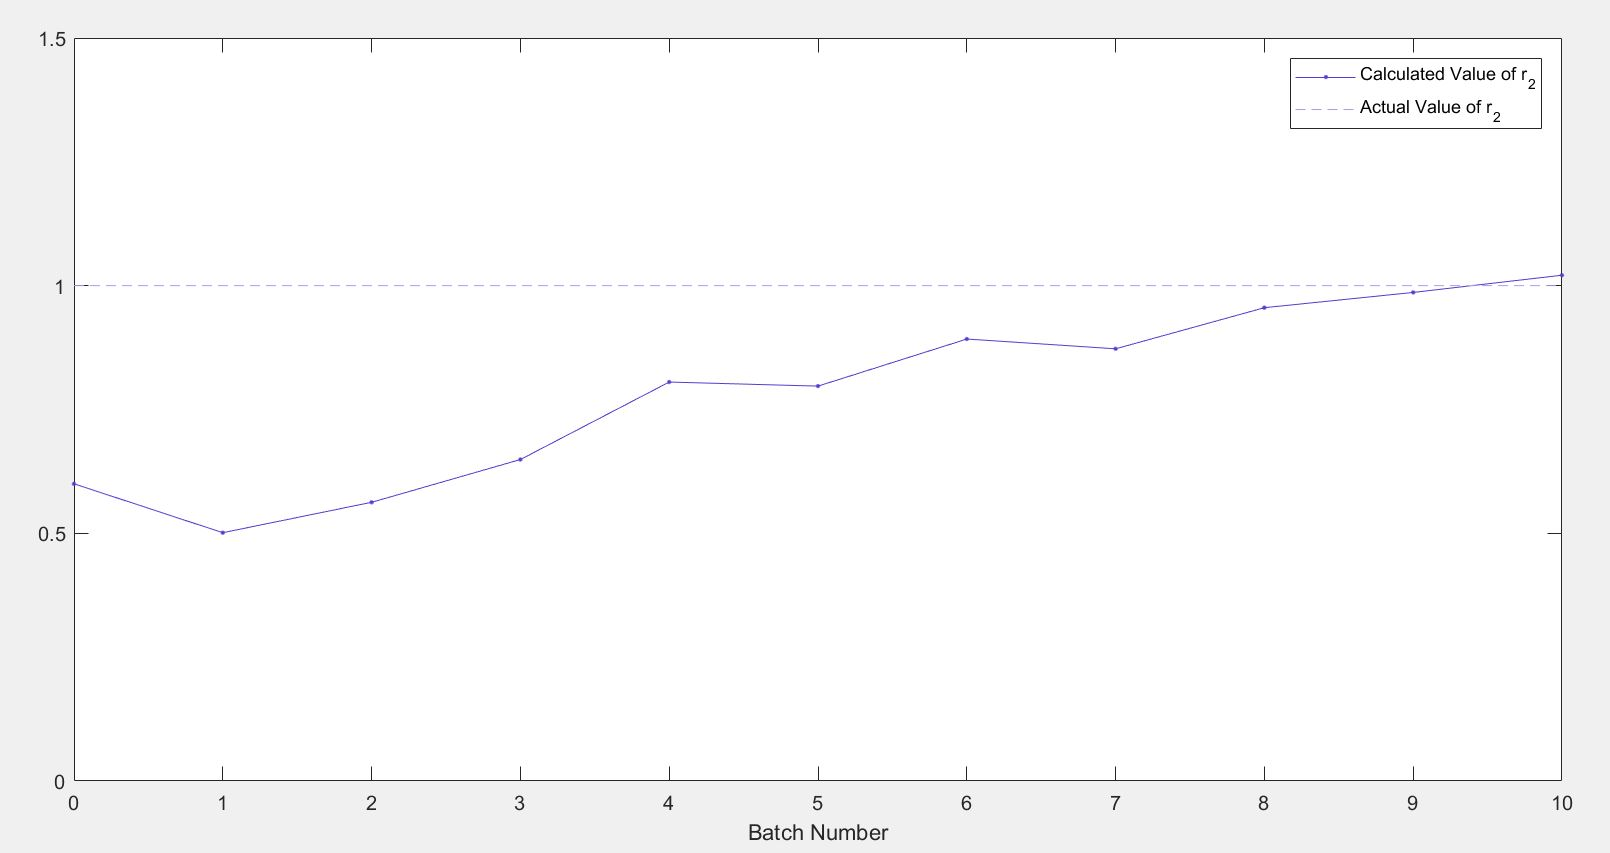 1.5
Calculated Value of r2
Actual Value of r2
1
0.5
0
0 1 2 3 4 5 6 7 8 9 10
Batch Number